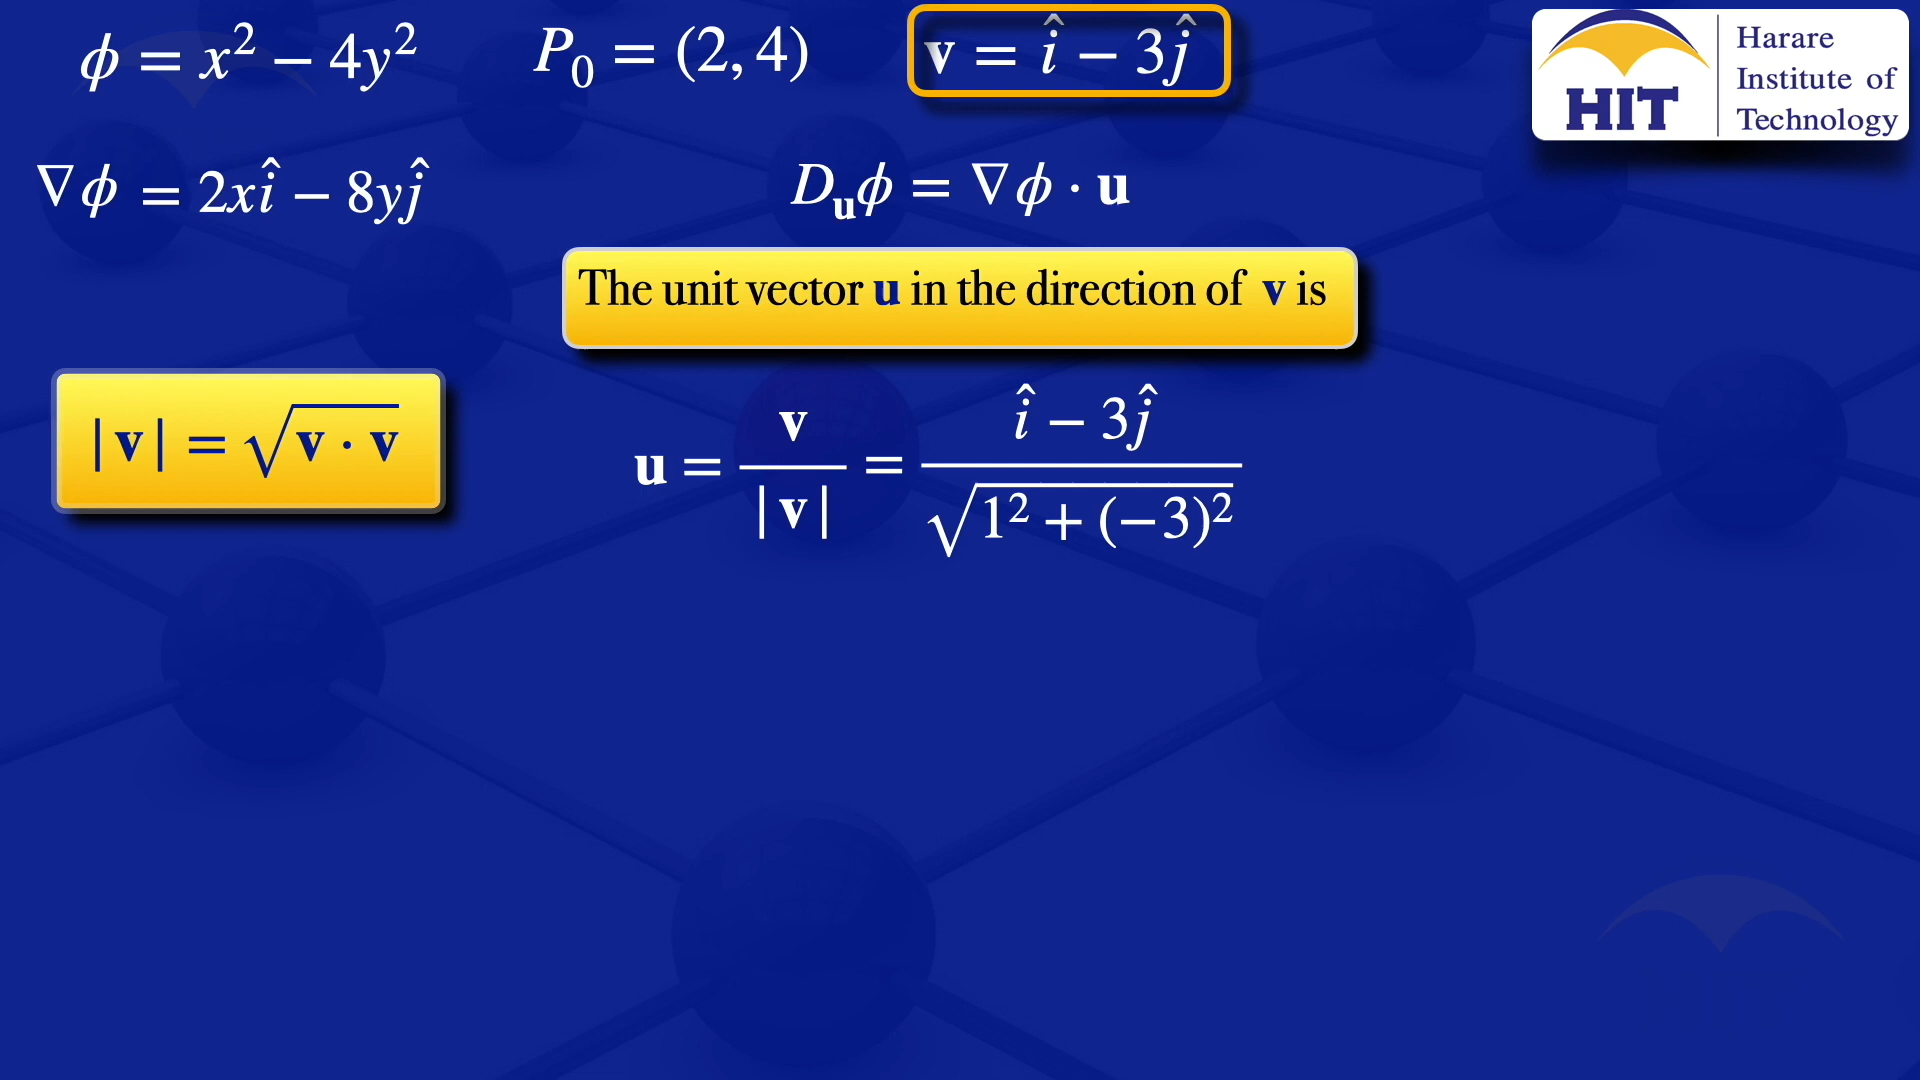 ϕ = x² − 4y²
P₀ = (2, 4)
v = î − 3ĵ
HIT
Harare
Institute of
Technology
∇ϕ = 2xî − 8yĵ
D_u ϕ = ∇ϕ · u
The unit vector u in the direction of v is
|v| = √(v · v)
u = v / |v| = (î − 3ĵ) / √(1² + (−3)²)